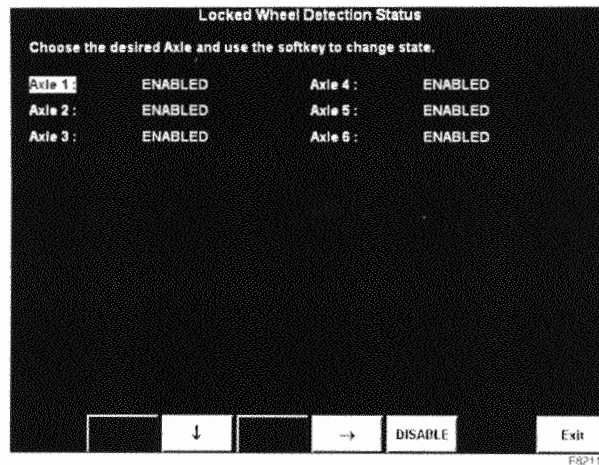 Locked Wheel Detection Status
Choose the desired Axle and use the softkey to change state.
Axle 1 : ENABLED Axle 4 : ENABLED
Axle 2 : ENABLED Axle 5 : ENABLED
Axle 3 : ENABLED Axle 6 : ENABLED
↓ → DISABLE Exit
F8211